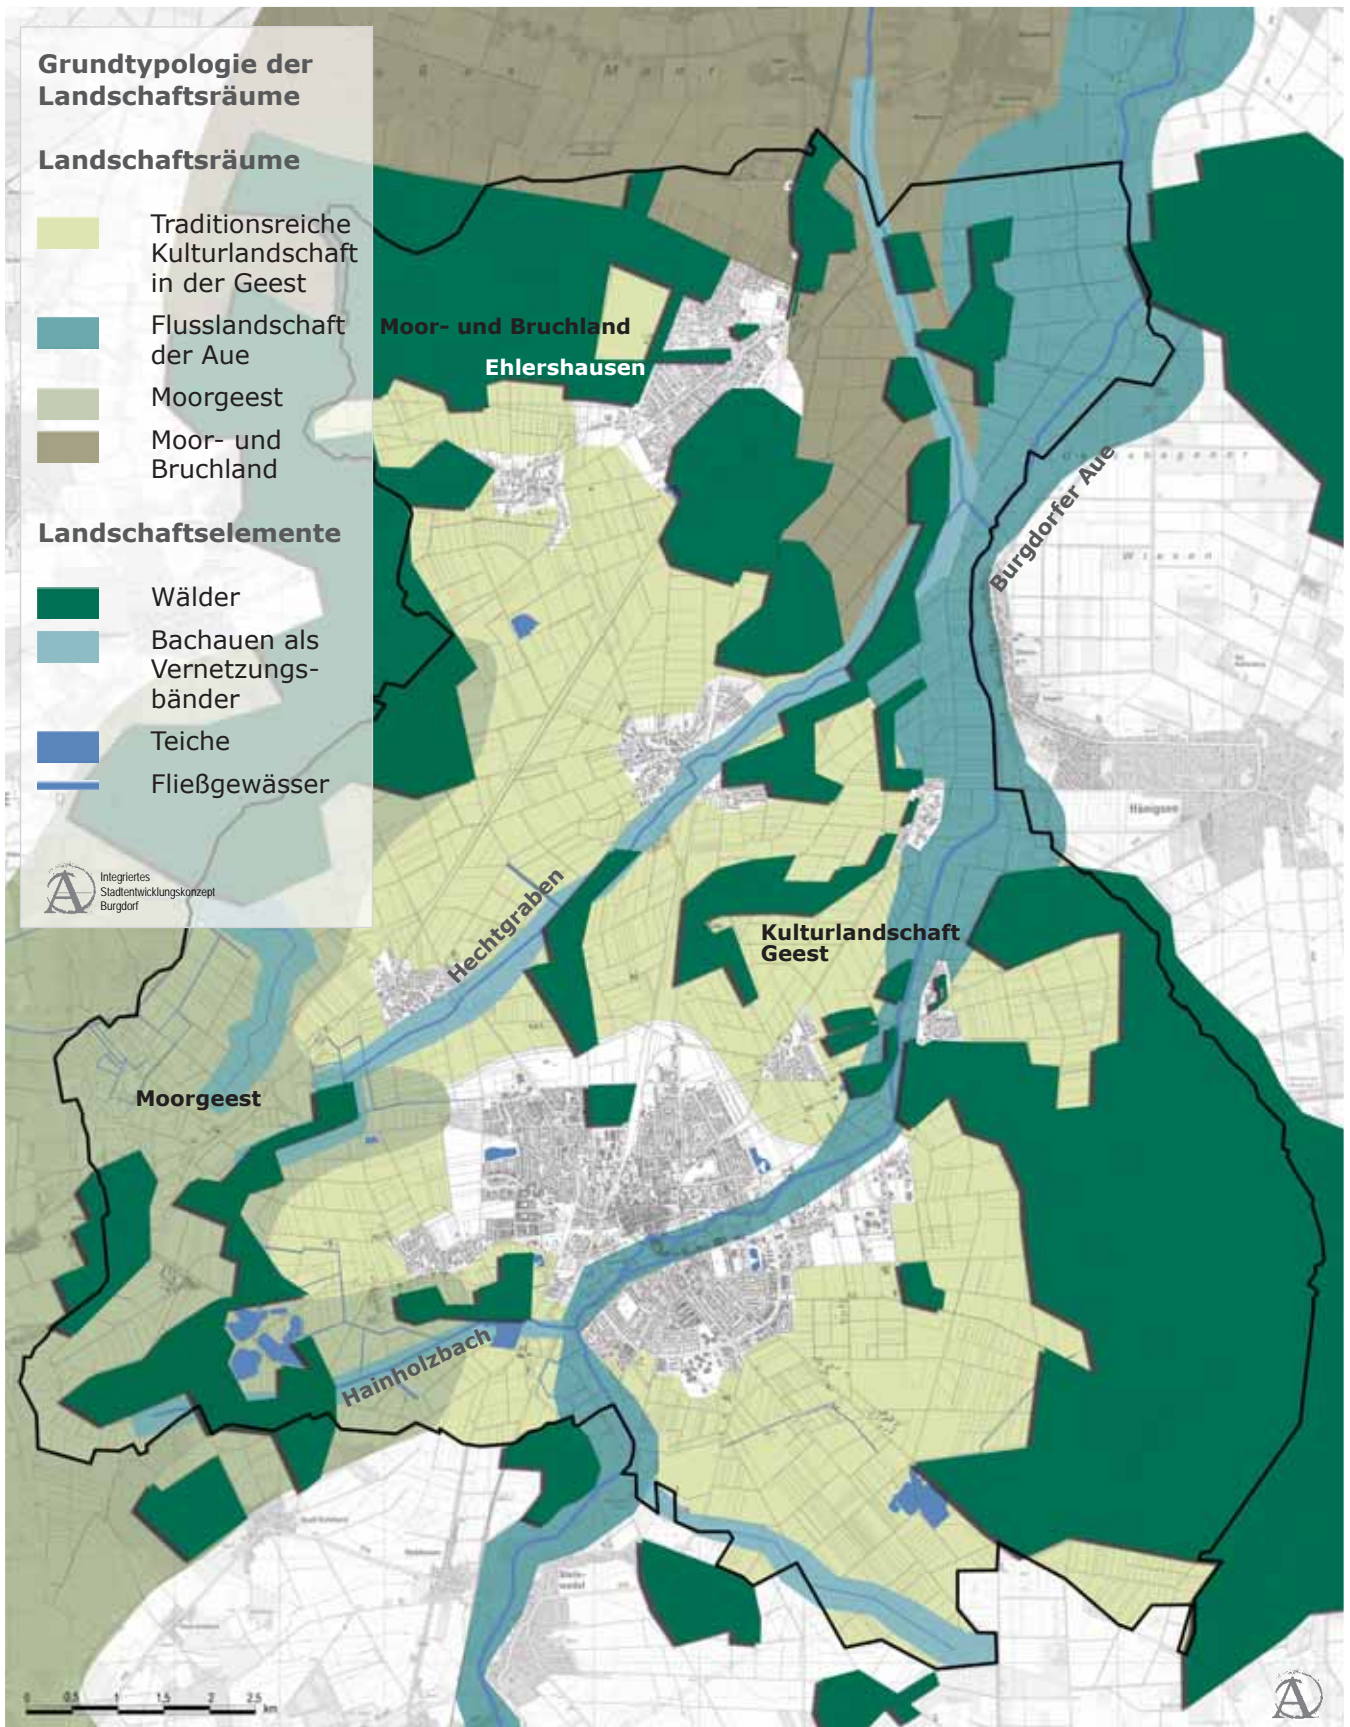 Grundtypologie der
Landschaftsräume
Landschaftsräume
Traditionsreiche
Kulturlandschaft
in der Geest
Flusslandschaft
der Aue
Moorgeest
Moor- und
Bruchland
Landschaftselemente
Wälder
Bachauen als
Vernetzungs-
bänder
Teiche
Fließgewässer
A
Integriertes
Stadtentwicklungskonzept
Burgdorf
Moor- und Bruchland
Ehlershausen
Burgdorfer Aue
W i e s e n
Hänigsen
Hechtgraben
Kulturlandschaft
Geest
Moorgeest
Hainholzbach
0 0,5 1 1,5 2 2,5 km
A